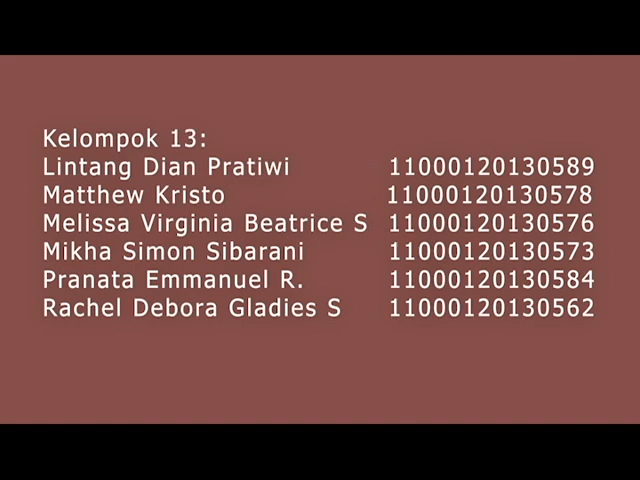 Kelompok 13:
Lintang Dian Pratiwi 11000120130589
Matthew Kristo 11000120130578
Melissa Virginia Beatrice S 11000120130576
Mikha Simon Sibarani 11000120130573
Pranata Emmanuel R. 11000120130584
Rachel Debora Gladies S 11000120130562